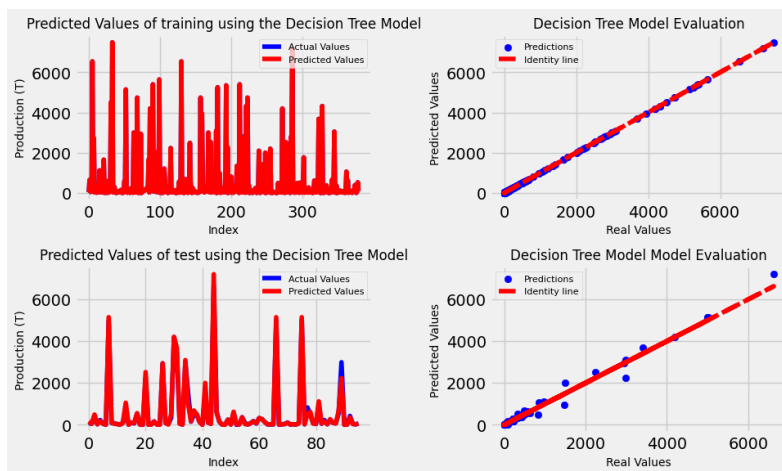 Predicted Values of training using the Decision Tree Model
Actual Values
Predicted Values
Production (T)
6000
4000
2000
0
0 100 200 300
Index
Decision Tree Model Evaluation
Predictions
Identity line
Predicted Values
6000
4000
2000
0
0 2000 4000 6000
Real Values
Predicted Values of test using the Decision Tree Model
Actual Values
Predicted Values
Production (T)
6000
4000
2000
0
0 20 40 60 80
Index
Decision Tree Model Model Evaluation
Predictions
Identity line
Predicted Values
6000
4000
2000
0
0 2000 4000 6000
Real Values